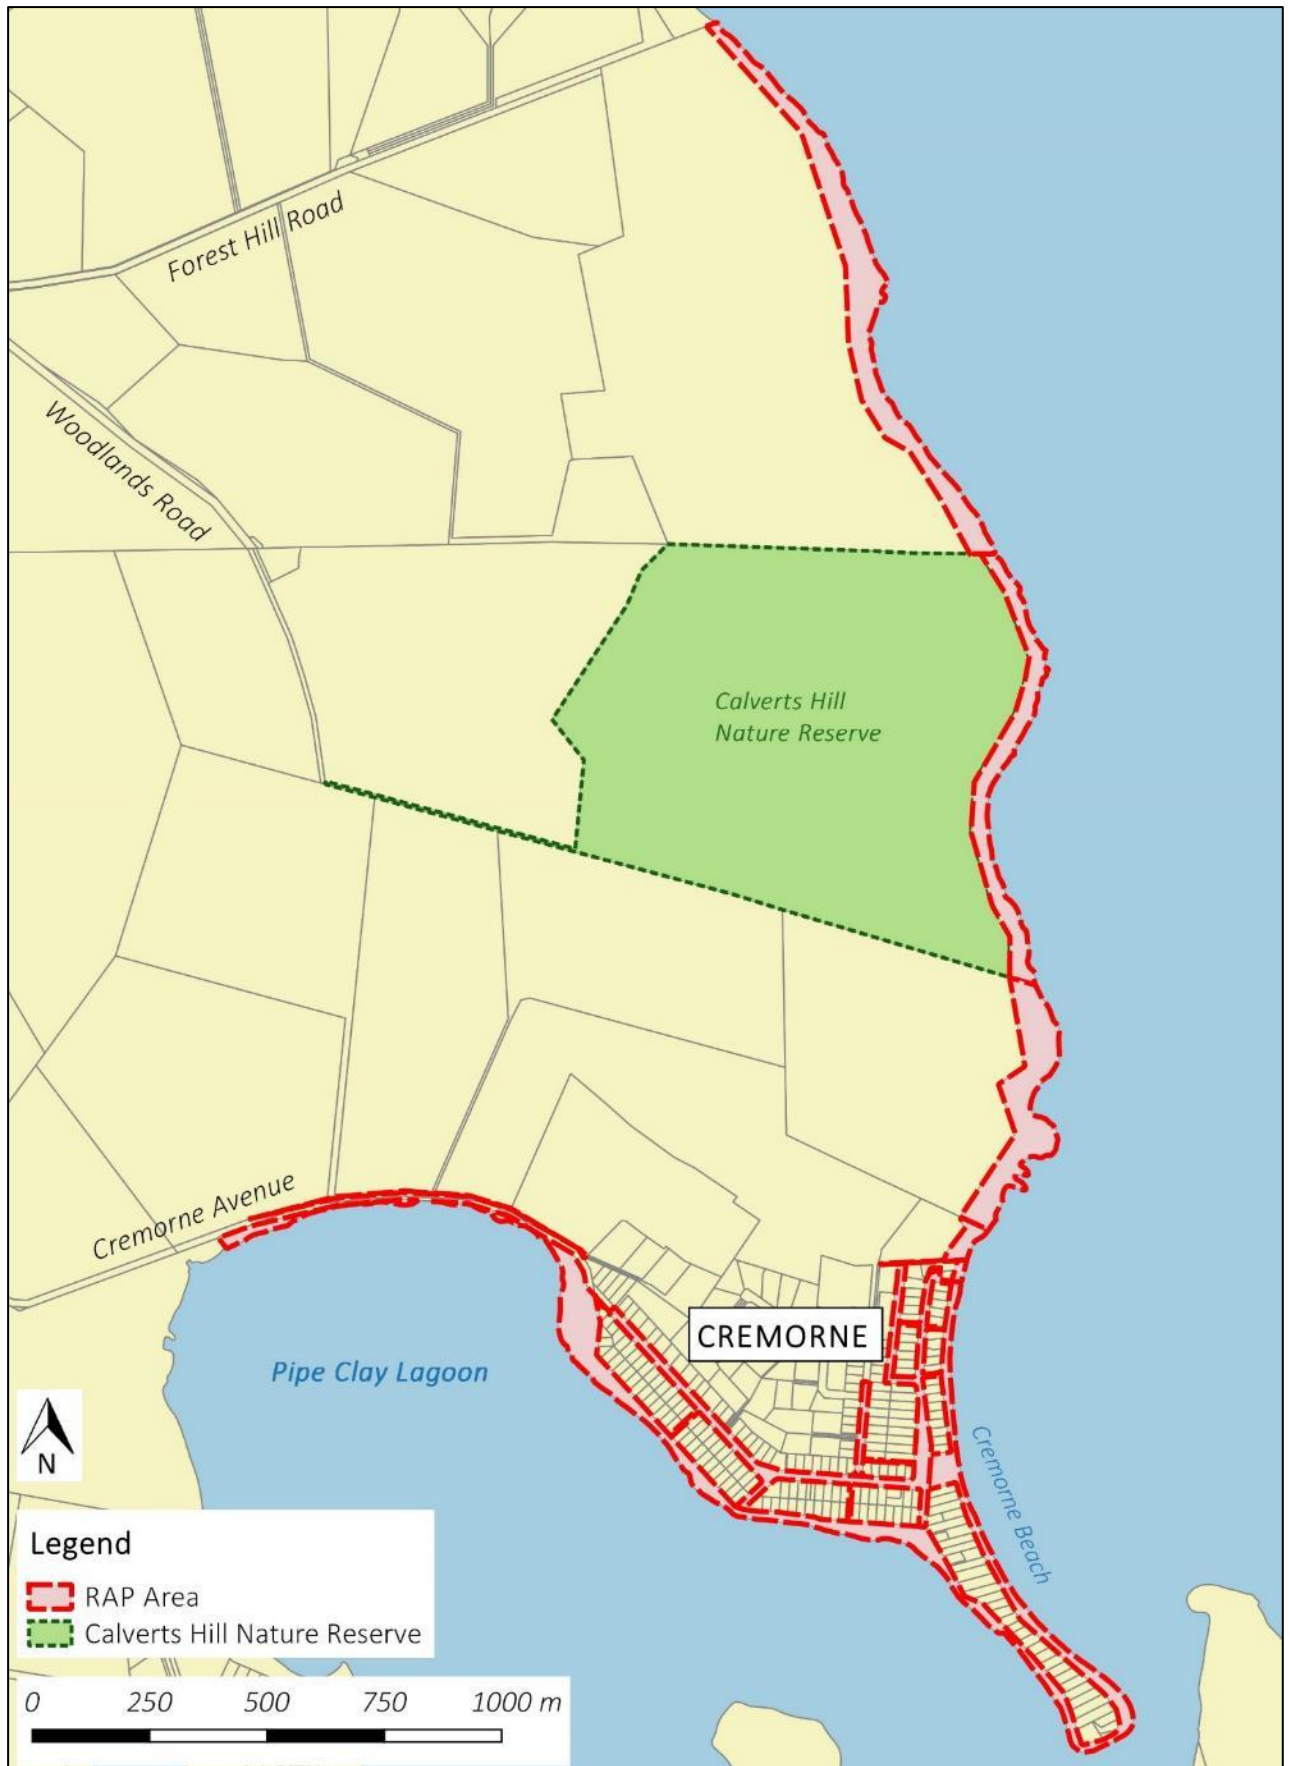 Forest Hill Road
Woodlands Road
Calverts Hill
Nature Reserve
Cremorne Avenue
CREMORNE
Pipe Clay Lagoon
Cremorne Beach
N
Legend
RAP Area
Calverts Hill Nature Reserve
0 250 500 750 1000 m